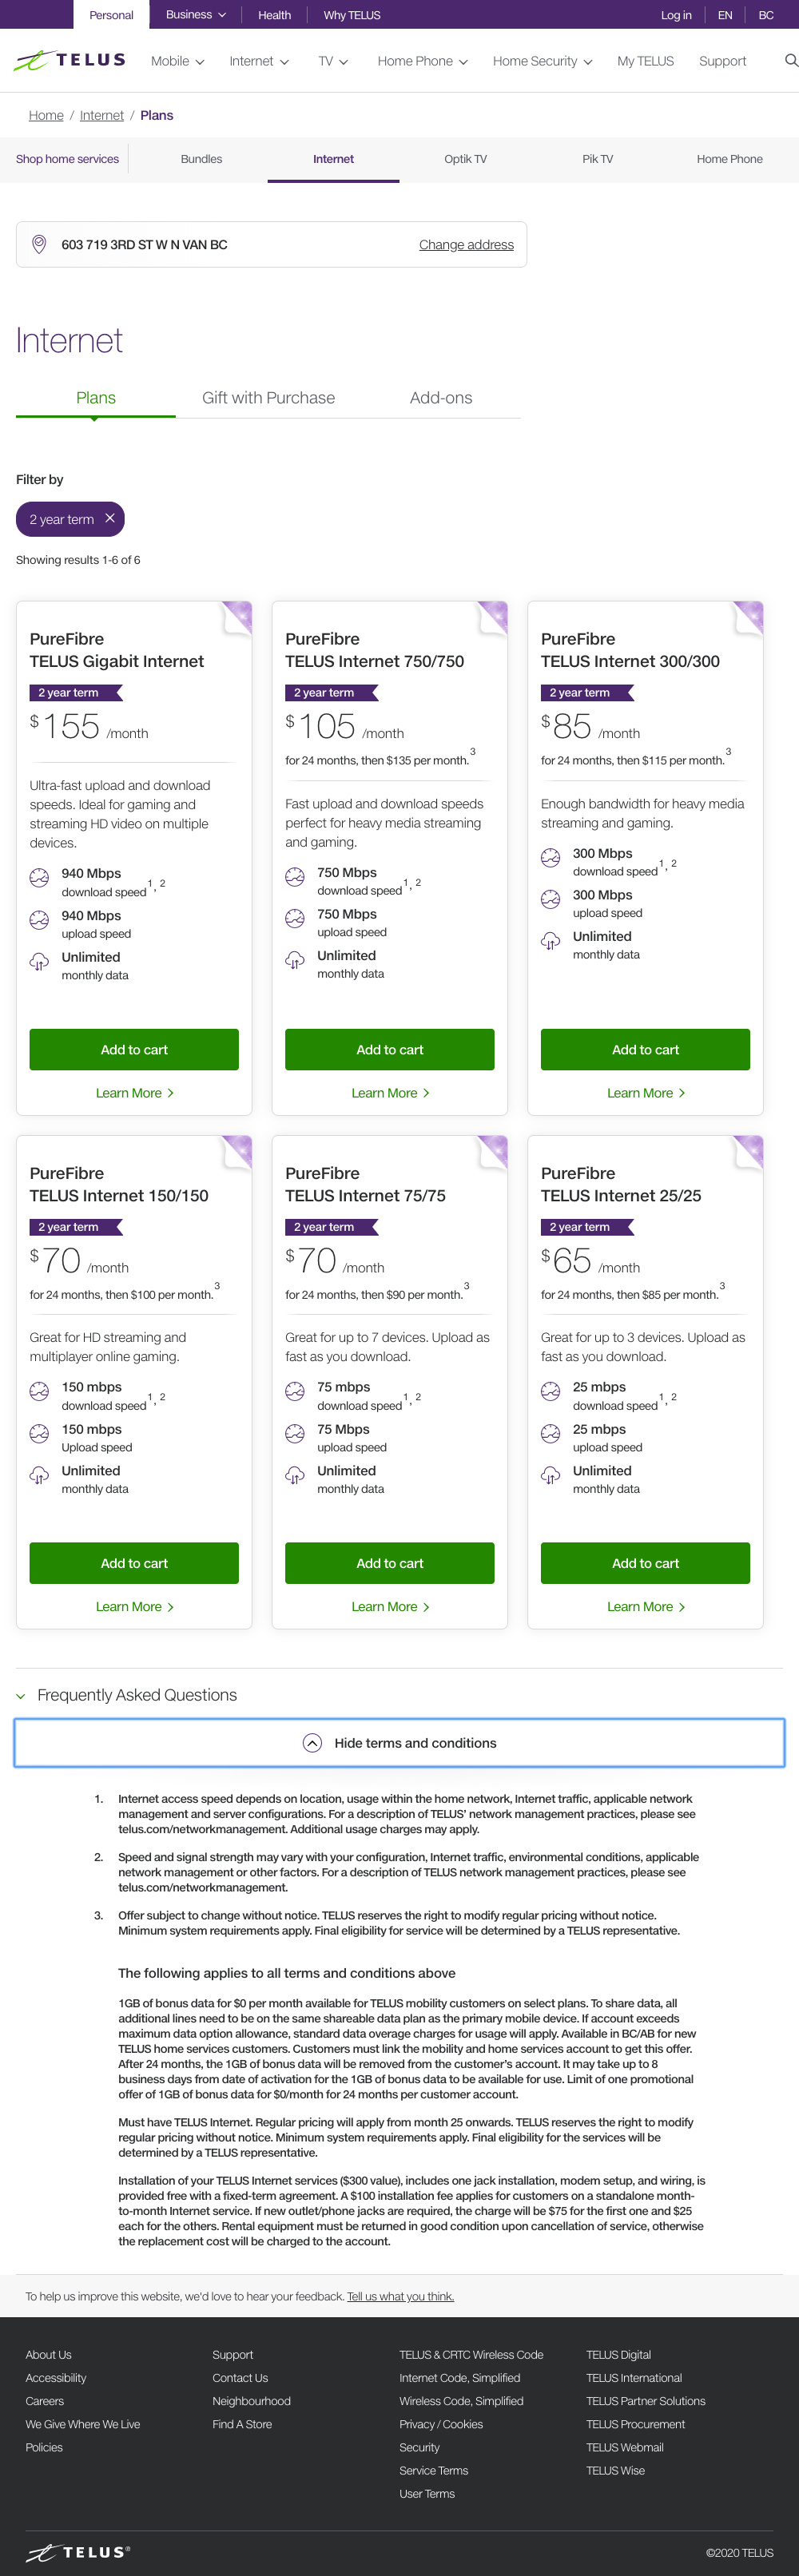 Personal Business Health Why TELUS Log in EN BC
TELUS Mobile Internet TV Home Phone Home Security My TELUS Support
Home / Internet / Plans
Shop home services Bundles Internet Optik TV Pik TV Home Phone
603 719 3RD ST W N VAN BC Change address
Internet
Plans Gift with Purchase Add-ons
Filter by
2 year term
Showing results 1-6 of 6
PureFibre
TELUS Gigabit Internet
2 year term
$155 /month
Ultra-fast upload and download
speeds. Ideal for gaming and
streaming HD video on multiple
devices.
940 Mbps
download speed1, 2
940 Mbps
upload speed
Unlimited
monthly data
Add to cart
Learn More
PureFibre
TELUS Internet 750/750
2 year term
$105 /month
for 24 months, then $135 per month.3
Fast upload and download speeds
perfect for heavy media streaming
and gaming.
750 Mbps
download speed1, 2
750 Mbps
upload speed
Unlimited
monthly data
Add to cart
Learn More
PureFibre
TELUS Internet 300/300
2 year term
$85 /month
for 24 months, then $115 per month.3
Enough bandwidth for heavy media
streaming and gaming.
300 Mbps
download speed1, 2
300 Mbps
upload speed
Unlimited
monthly data
Add to cart
Learn More
PureFibre
TELUS Internet 150/150
2 year term
$70 /month
for 24 months, then $100 per month.3
Great for HD streaming and
multiplayer online gaming.
150 mbps
download speed1, 2
150 mbps
Upload speed
Unlimited
monthly data
Add to cart
Learn More
PureFibre
TELUS Internet 75/75
2 year term
$70 /month
for 24 months, then $90 per month.3
Great for up to 7 devices. Upload as
fast as you download.
75 mbps
download speed1, 2
75 Mbps
upload speed
Unlimited
monthly data
Add to cart
Learn More
PureFibre
TELUS Internet 25/25
2 year term
$65 /month
for 24 months, then $85 per month.3
Great for up to 3 devices. Upload as
fast as you download.
25 mbps
download speed1, 2
25 mbps
upload speed
Unlimited
monthly data
Add to cart
Learn More
Frequently Asked Questions
Hide terms and conditions
1. Internet access speed depends on location, usage within the home network, Internet traffic, applicable network
management and server configurations. For a description of TELUS' network management practices, please see
telus.com/networkmanagement. Additional usage charges may apply.
2. Speed and signal strength may vary with your configuration, Internet traffic, environmental conditions, applicable
network management or other factors. For a description of TELUS network management practices, please see
telus.com/networkmanagement.
3. Offer subject to change without notice. TELUS reserves the right to modify regular pricing without notice.
Minimum system requirements apply. Final eligibility for service will be determined by a TELUS representative.
The following applies to all terms and conditions above
1GB of bonus data for $0 per month available for TELUS mobility customers on select plans. To share data, all
additional lines need to be on the same shareable data plan as the primary mobile device. If account exceeds
maximum data option allowance, standard data overage charges for usage will apply. Available in BC/AB for new
TELUS home services customers. Customers must link the mobility and home services account to get this offer.
After 24 months, the 1GB of bonus data will be removed from the customer's account. It may take up to 8
business days from date of activation for the 1GB of bonus data to be available for use. Limit of one promotional
offer of 1GB of bonus data for $0/month for 24 months per customer account.
Must have TELUS Internet. Regular pricing will apply from month 25 onwards. TELUS reserves the right to modify
regular pricing without notice. Minimum system requirements apply. Final eligibility for the services will be
determined by a TELUS representative.
Installation of your TELUS Internet services ($300 value), includes one jack installation, modem setup, and wiring, is
provided free with a fixed-term agreement. A $100 installation fee applies for customers on a standalone month-
to-month Internet service. If new outlet/phone jacks are required, the charge will be $75 for the first one and $25
each for the others. Rental equipment must be returned in good condition upon cancellation of service, otherwise
the replacement cost will be charged to the account.
To help us improve this website, we'd love to hear your feedback. Tell us what you think.
About Us
Accessibility
Careers
We Give Where We Live
Policies
Support
Contact Us
Neighbourhood
Find A Store
TELUS & CRTC Wireless Code
Internet Code, Simplified
Wireless Code, Simplified
Privacy / Cookies
Security
Service Terms
User Terms
TELUS Digital
TELUS International
TELUS Partner Solutions
TELUS Procurement
TELUS Webmail
TELUS Wise
TELUS® ©2020 TELUS